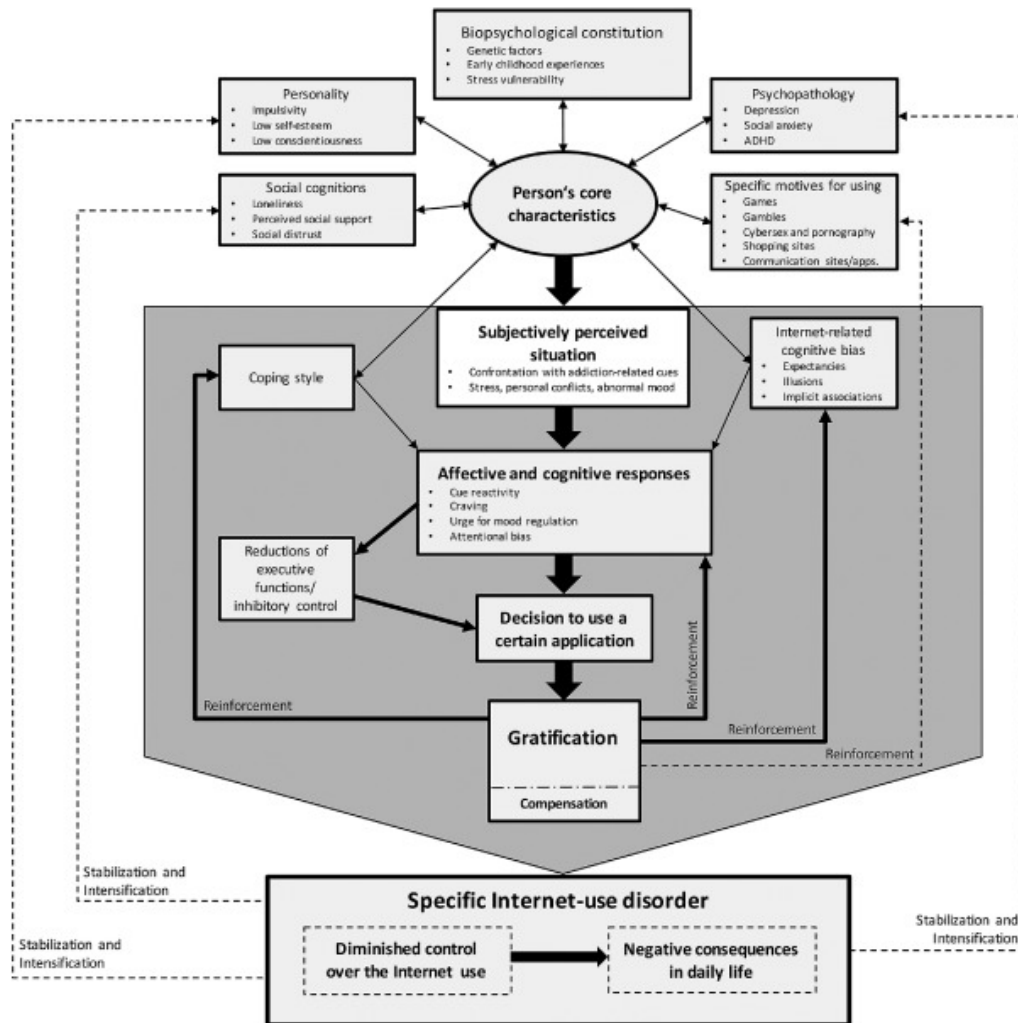 Biopsychological constitution
• Genetic factors
• Early childhood experiences
• Stress vulnerability
Personality
• Impulsivity
• Low self-esteem
• Low conscientiousness
Psychopathology
• Depression
• Social anxiety
• ADHD
Social cognitions
• Loneliness
• Perceived social support
• Social distrust
Person's core
characteristics
Specific motives for using
• Games
• Gambles
• Cybersex and pornography
• Shopping sites
• Communication sites/apps.
Subjectively perceived
situation
• Confrontation with addiction-related cues
• Stress, personal conflicts, abnormal mood
Coping style
Internet-related
cognitive bias
• Expectancies
• Illusions
• Implicit associations
Affective and cognitive responses
• Cue reactivity
• Craving
• Urge for mood regulation
• Attentional bias
Reductions of
executive functions/
inhibitory control
Decision to use a
certain application
Reinforcement
Reinforcement
Reinforcement
Reinforcement
Gratification
Compensation
Stabilization and
Intensification
Specific Internet-use disorder
Diminished control
over the Internet use
Negative consequences
in daily life
Stabilization and
Intensification
Stabilization and
Intensification